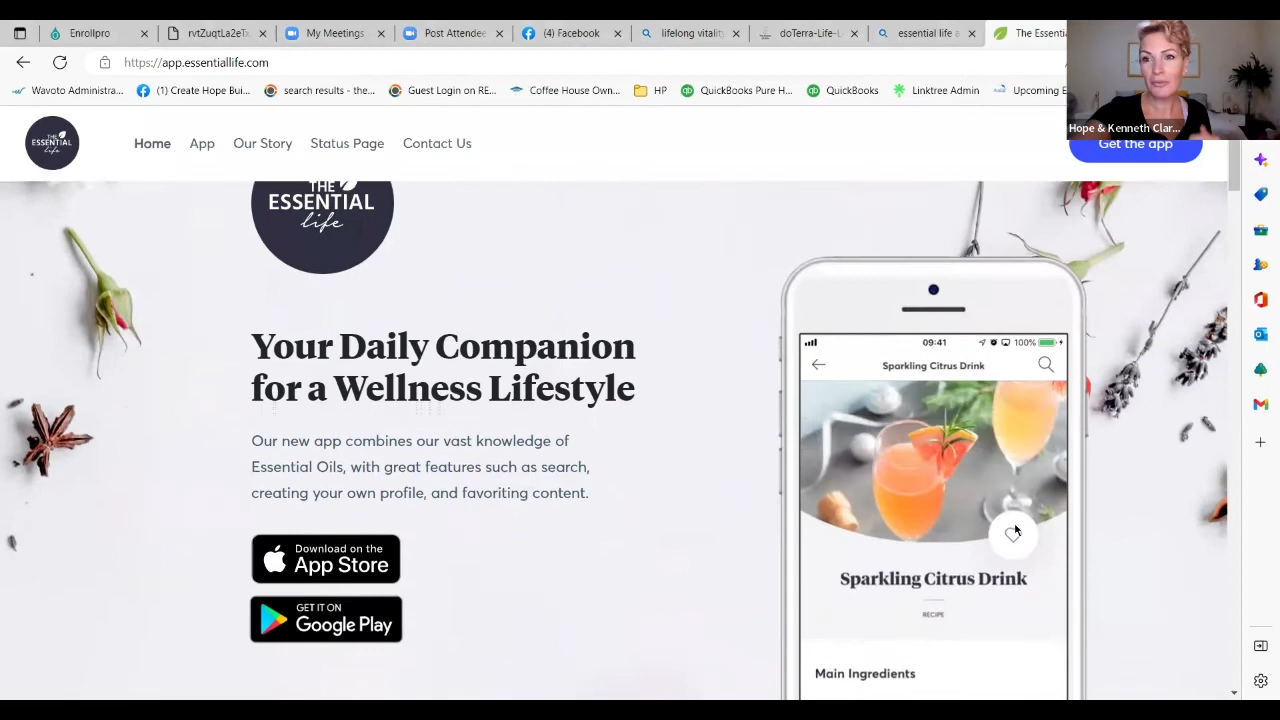 Enrollpro
rvtZuqtLa2eTx
My Meetings
Post Attendee
(4) Facebook
lifelong vitality
doTerra-Life-L
essential life a
The Essentia
https://app.essentiallife.com
Wavoto Administra...
(1) Create Hope Bui...
search results - the...
Guest Login o RE...
Coffee House Own...
HP
QuickBooks Pure H...
QuickBooks
Linktree Admin
Upcoming E
Hope & Kenneth Clar...
THE
ESSENTIAL
life
Home
App
Our Story
Status Page
Contact Us
Get the app
THE
ESSENTIAL
life
Your Daily Companion
for a Wellness Lifestyle
Our new app combines our vast knowledge of
Essential Oils, with great features such as search,
creating your own profile, and favoriting content.
Download on the
App Store
GET IT ON
Google Play
09:41
100%
Sparkling Citrus Drink
Sparkling Citrus Drink
RECIPE
Main Ingredients